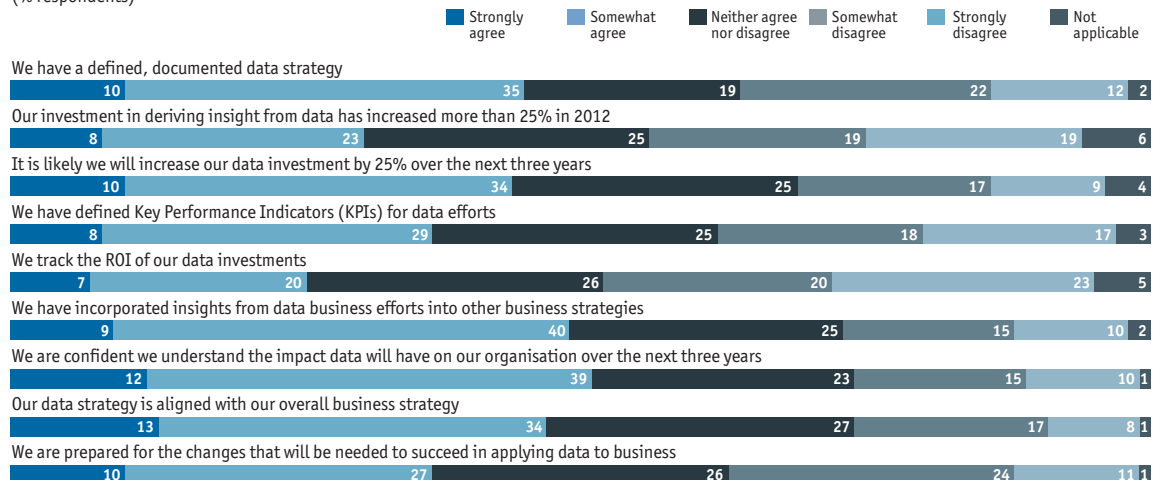 (% respondents)
Strongly agree
Somewhat agree
Neither agree nor disagree
Somewhat disagree
Strongly disagree
Not applicable
We have a defined, documented data strategy
10 35 19 22 12 2
Our investment in deriving insight from data has increased more than 25% in 2012
8 23 25 19 19 6
It is likely we will increase our data investment by 25% over the next three years
10 34 25 17 9 4
We have defined Key Performance Indicators (KPIs) for data efforts
8 29 25 18 17 3
We track the ROI of our data investments
7 20 26 20 23 5
We have incorporated insights from data business efforts into other business strategies
9 40 25 15 10 2
We are confident we understand the impact data will have on our organisation over the next three years
12 39 23 15 10 1
Our data strategy is aligned with our overall business strategy
13 34 27 17 8 1
We are prepared for the changes that will be needed to succeed in applying data to business
10 27 26 24 11 1